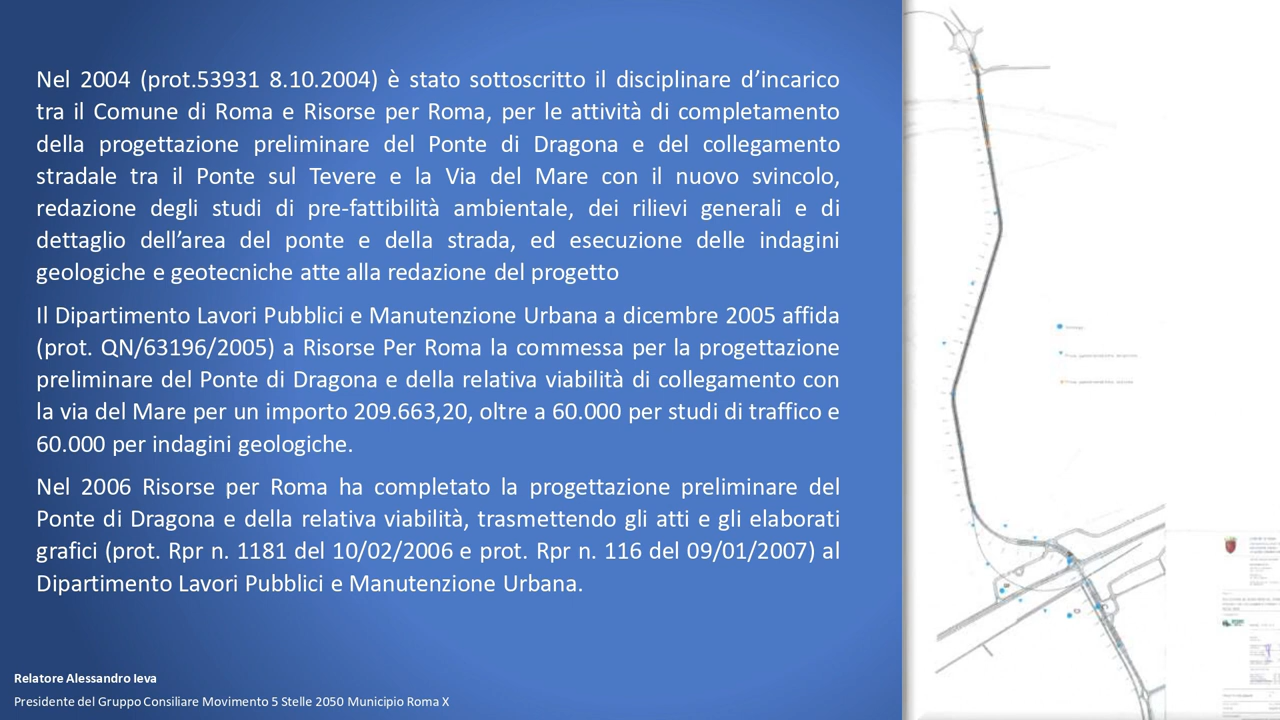 Nel 2004 (prot.53931 8.10.2004) è stato sottoscritto il disciplinare d’incarico
tra il Comune di Roma e Risorse per Roma, per le attività di completamento
della progettazione preliminare del Ponte di Dragona e del collegamento
stradale tra il Ponte sul Tevere e la Via del Mare con il nuovo svincolo,
redazione degli studi di pre-fattibilità ambientale, dei rilievi generali e di
dettaglio dell’area del ponte e della strada, ed esecuzione delle indagini
geologiche e geotecniche atte alla redazione del progetto
Il Dipartimento Lavori Pubblici e Manutenzione Urbana a dicembre 2005 affida
(prot. QN/63196/2005) a Risorse Per Roma la commessa per la progettazione
preliminare del Ponte di Dragona e della relativa viabilità di collegamento con
la via del Mare per un importo 209.663,20, oltre a 60.000 per studi di traffico e
60.000 per indagini geologiche.
Nel 2006 Risorse per Roma ha completato la progettazione preliminare del
Ponte di Dragona e della relativa viabilità, trasmettendo gli atti e gli elaborati
grafici (prot. Rpr n. 1181 del 10/02/2006 e prot. Rpr n. 116 del 09/01/2007) al
Dipartimento Lavori Pubblici e Manutenzione Urbana.
Relatore Alessandro Ieva
Presidente del Gruppo Consiliare Movimento 5 Stelle 2050 Municipio Roma X